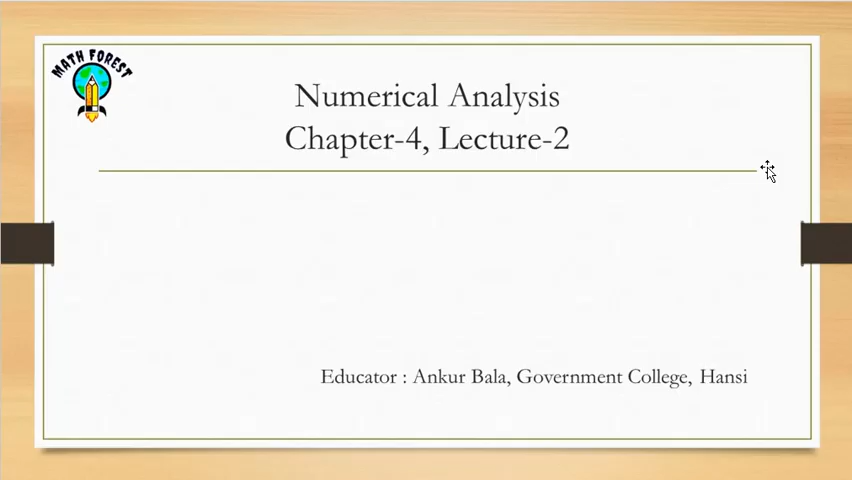 MATH FOREST
Numerical Analysis
Chapter-4, Lecture-2
Educator : Ankur Bala, Government College, Hansi